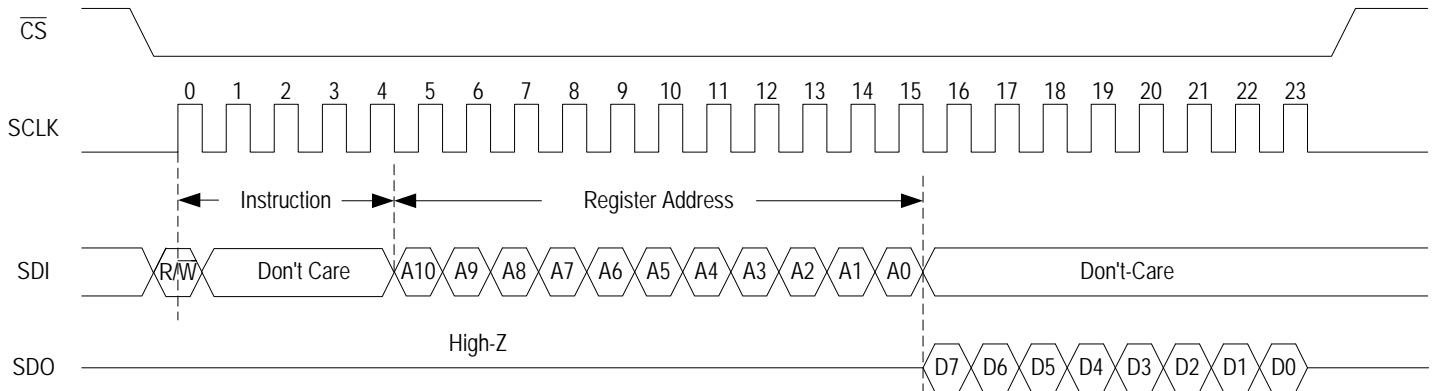 C̅S̅
0 1 2 3 4 5 6 7 8 9 10 11 12 13 14 15 16 17 18 19 20 21 22 23
SCLK
Instruction Register Address
SDI R/W̅ Don't Care A10 A9 A8 A7 A6 A5 A4 A3 A2 A1 A0 Don't-Care
High-Z
SDO D7 D6 D5 D4 D3 D2 D1 D0